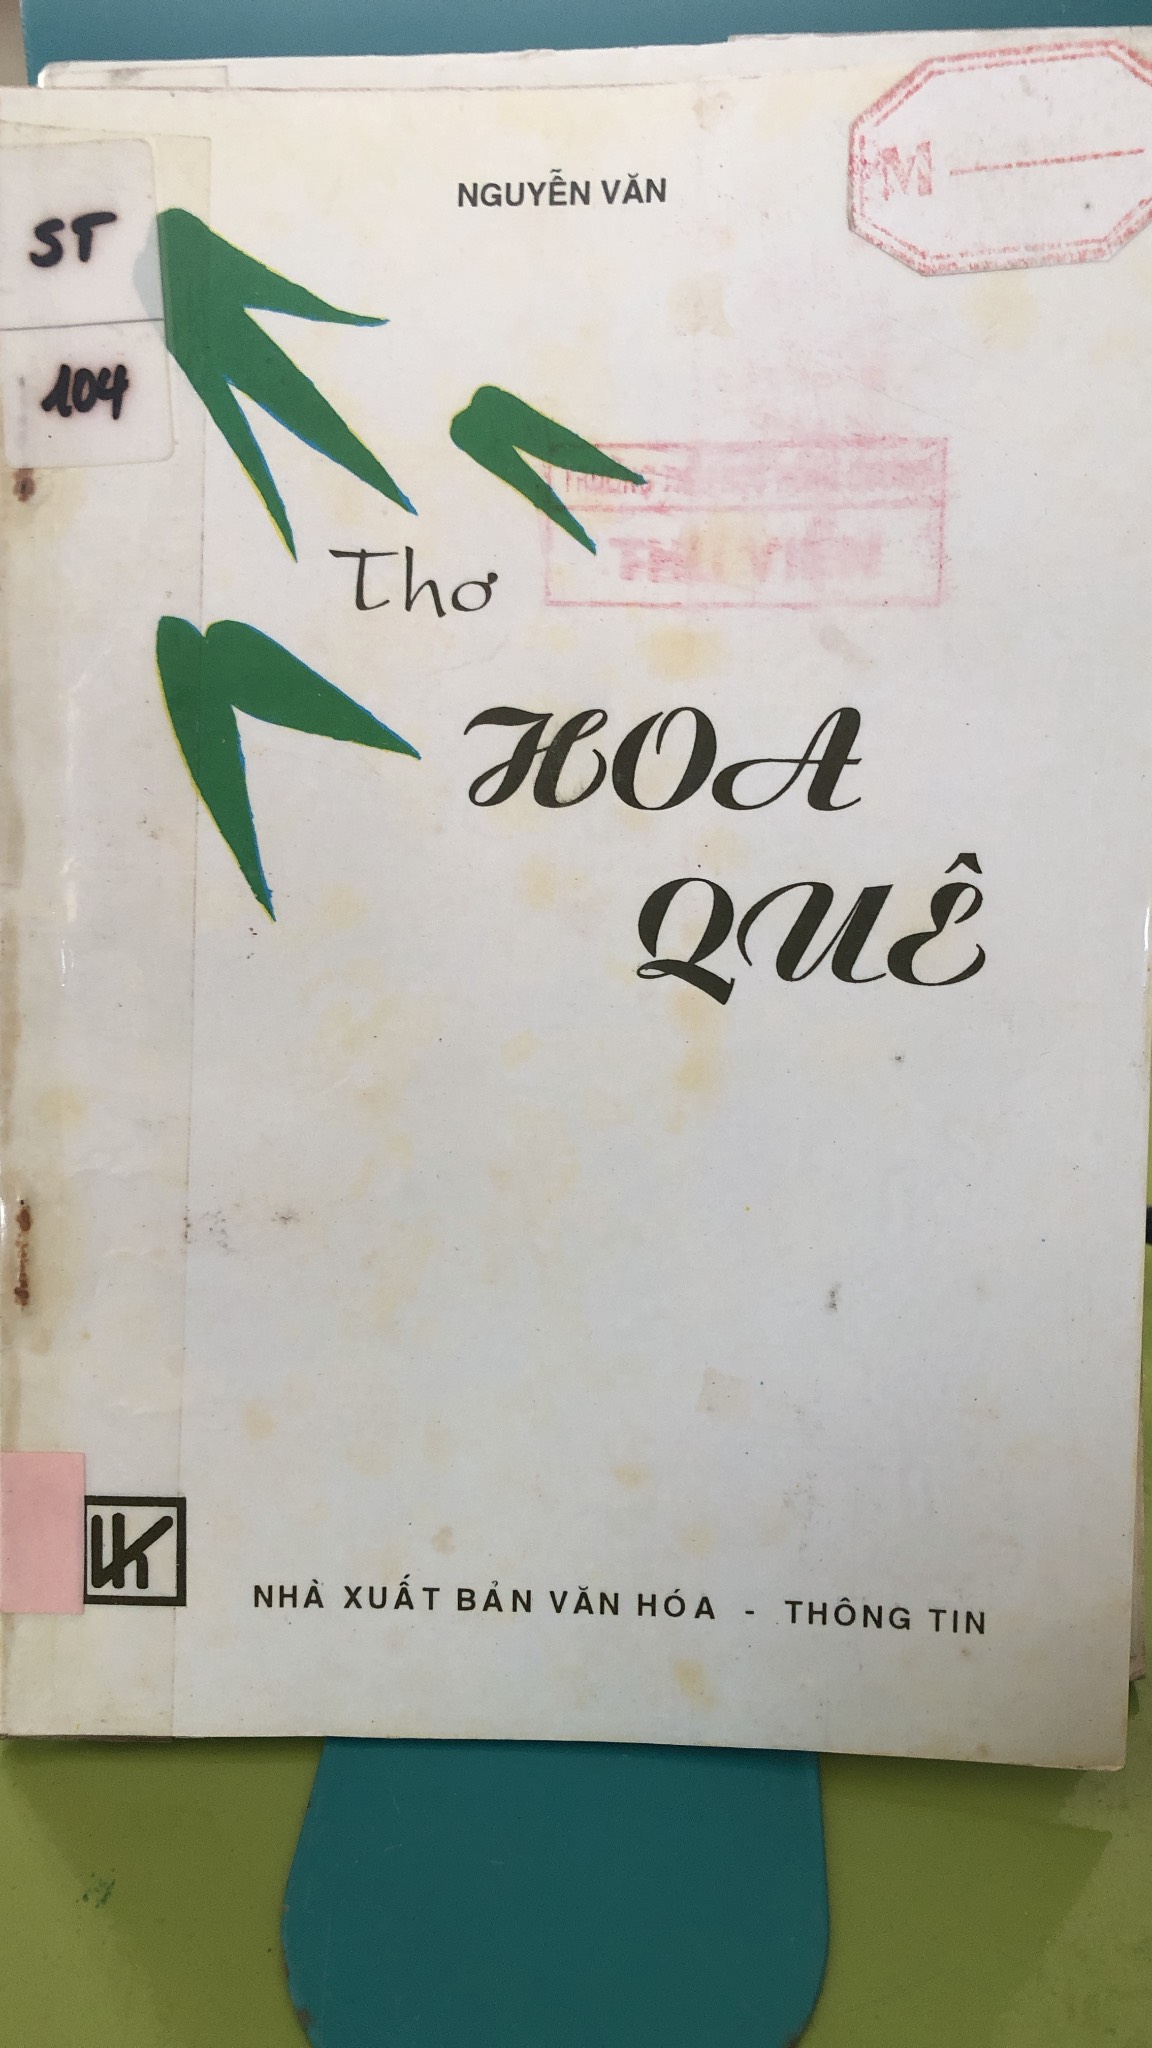 NGUYỄN VĂN
M
ST
104
THƯ VIỆN
Thơ
HOA
QUÊ
NHÀ XUẤT BẢN VĂN HÓA - THÔNG TIN